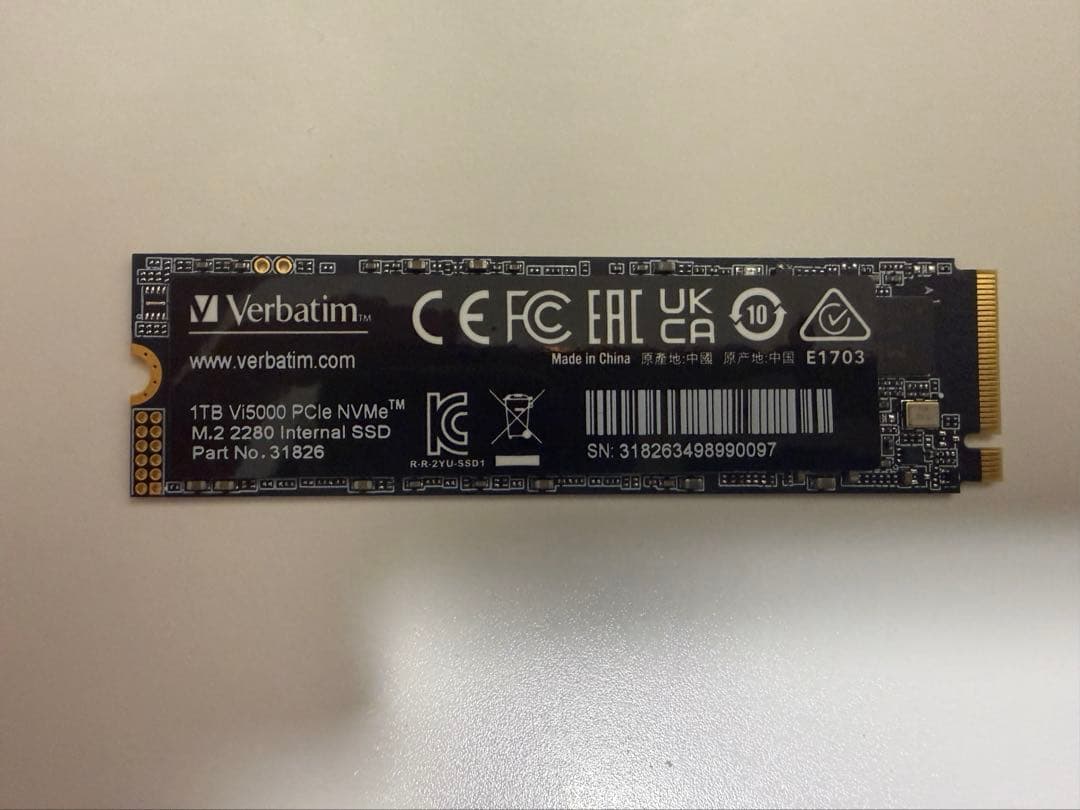 Verbatim™
www.verbatim.com
1TB Vi5000 PCIe NVMe™
M.2 2280 Internal SSD
Part No. 31826
CE FC EAC UK CA 10
Made in China 原產地:中國 原产地:中国 E1703
KC
R-R-2YU-SSD1
SN: 318263498990097